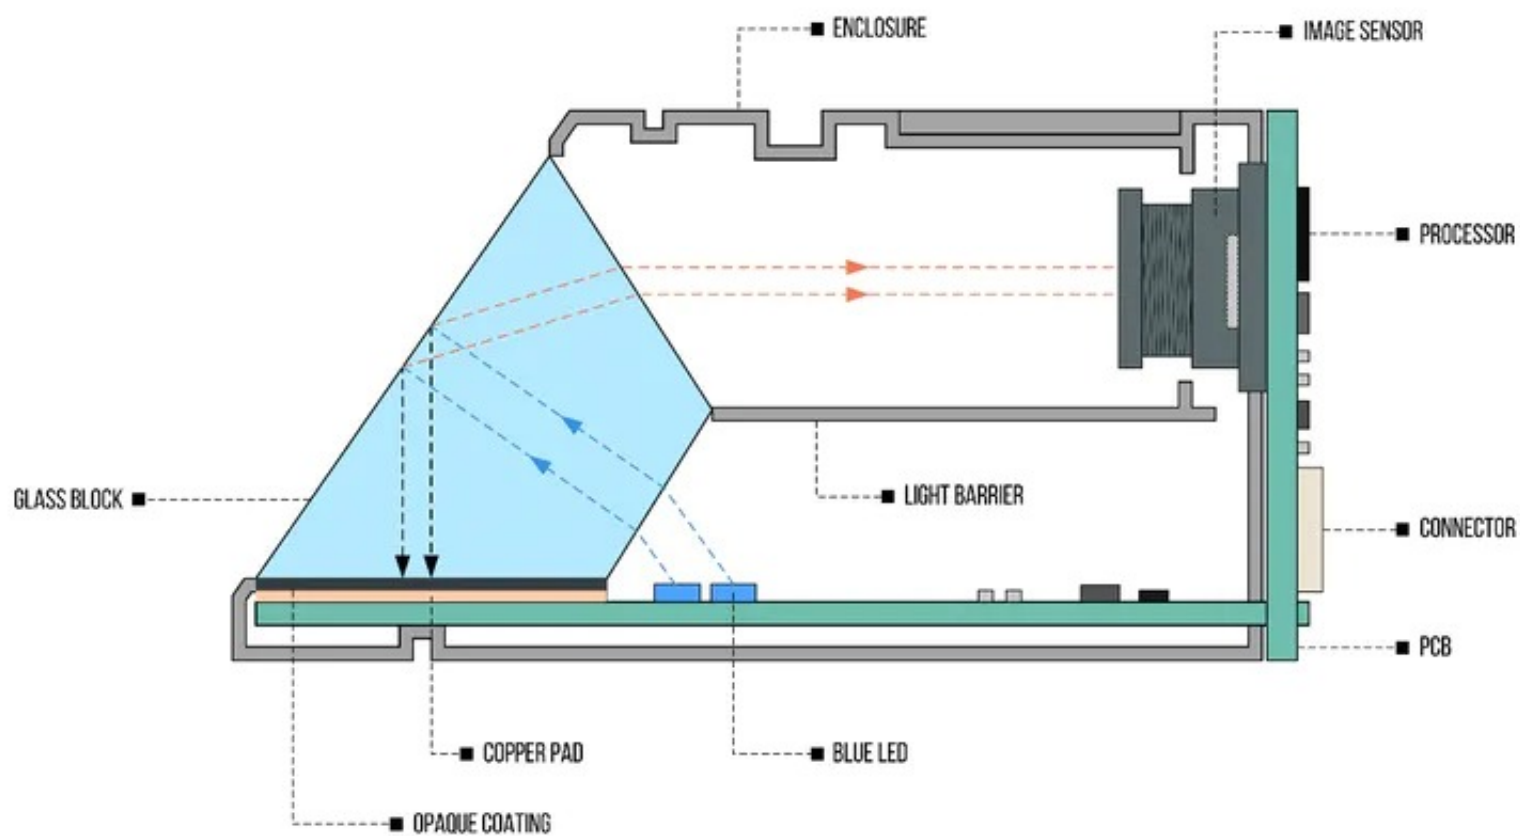 ENCLOSURE
IMAGE SENSOR
PROCESSOR
GLASS BLOCK
LIGHT BARRIER
CONNECTOR
PCB
COPPER PAD
BLUE LED
OPAQUE COATING